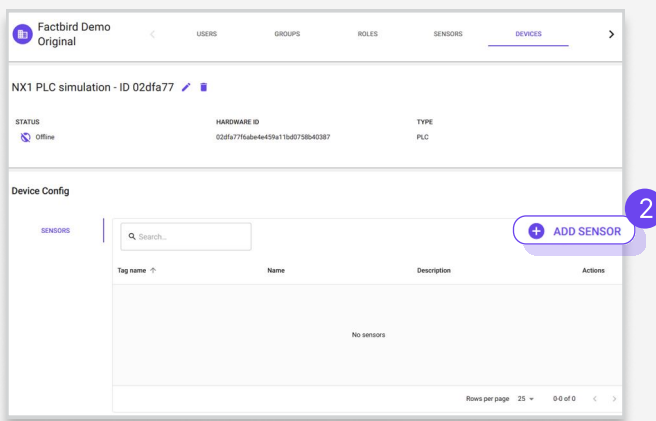 Factbird Demo
Original
USERS GROUPS ROLES SENSORS DEVICES
NX1 PLC simulation - ID 02dfa77
STATUS HARDWARE ID TYPE
Offline 02dfa77f6abe4e459a11bd0758b40387 PLC
Device Config
2
SENSORS Search... ADD SENSOR
Tag name Name Description Actions
No sensors
Rows per page 25 0-0 of 0